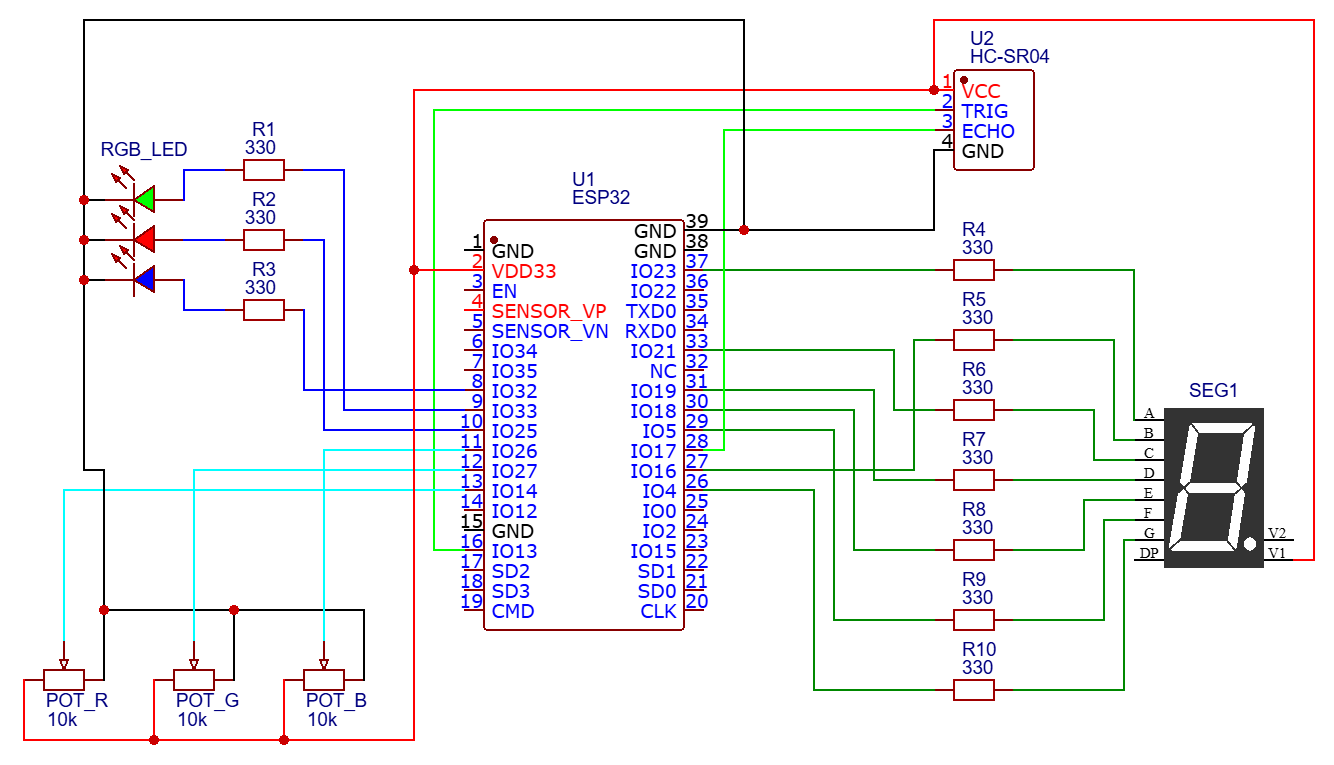 U2
HC-SR04
1 VCC
2 TRIG
3 ECHO
4 GND
RGB_LED
R1
330
R2
330
R3
330
U1
ESP32
1 GND
2 VDD33
3 EN
4 SENSOR_VP
5 SENSOR_VN
6 IO34
7 IO35
8 IO32
9 IO33
10 IO25
11 IO26
12 IO27
13 IO14
14 IO12
15 GND
16 IO13
17 SD2
18 SD3
19 CMD
GND 39
GND 38
IO23 37
IO22 36
TXD0 35
RXD0 34
IO21 33
NC 32
IO19 31
IO18 30
IO5 29
IO17 28
IO16 27
IO4 26
IO0 25
IO2 24
IO15 23
SD1 22
SD0 21
CLK 20
R4
330
R5
330
R6
330
R7
330
R8
330
R9
330
R10
330
SEG1
A
B
C
D
E
F
G
DP
V2
V1
POT_R
10k
POT_G
10k
POT_B
10k